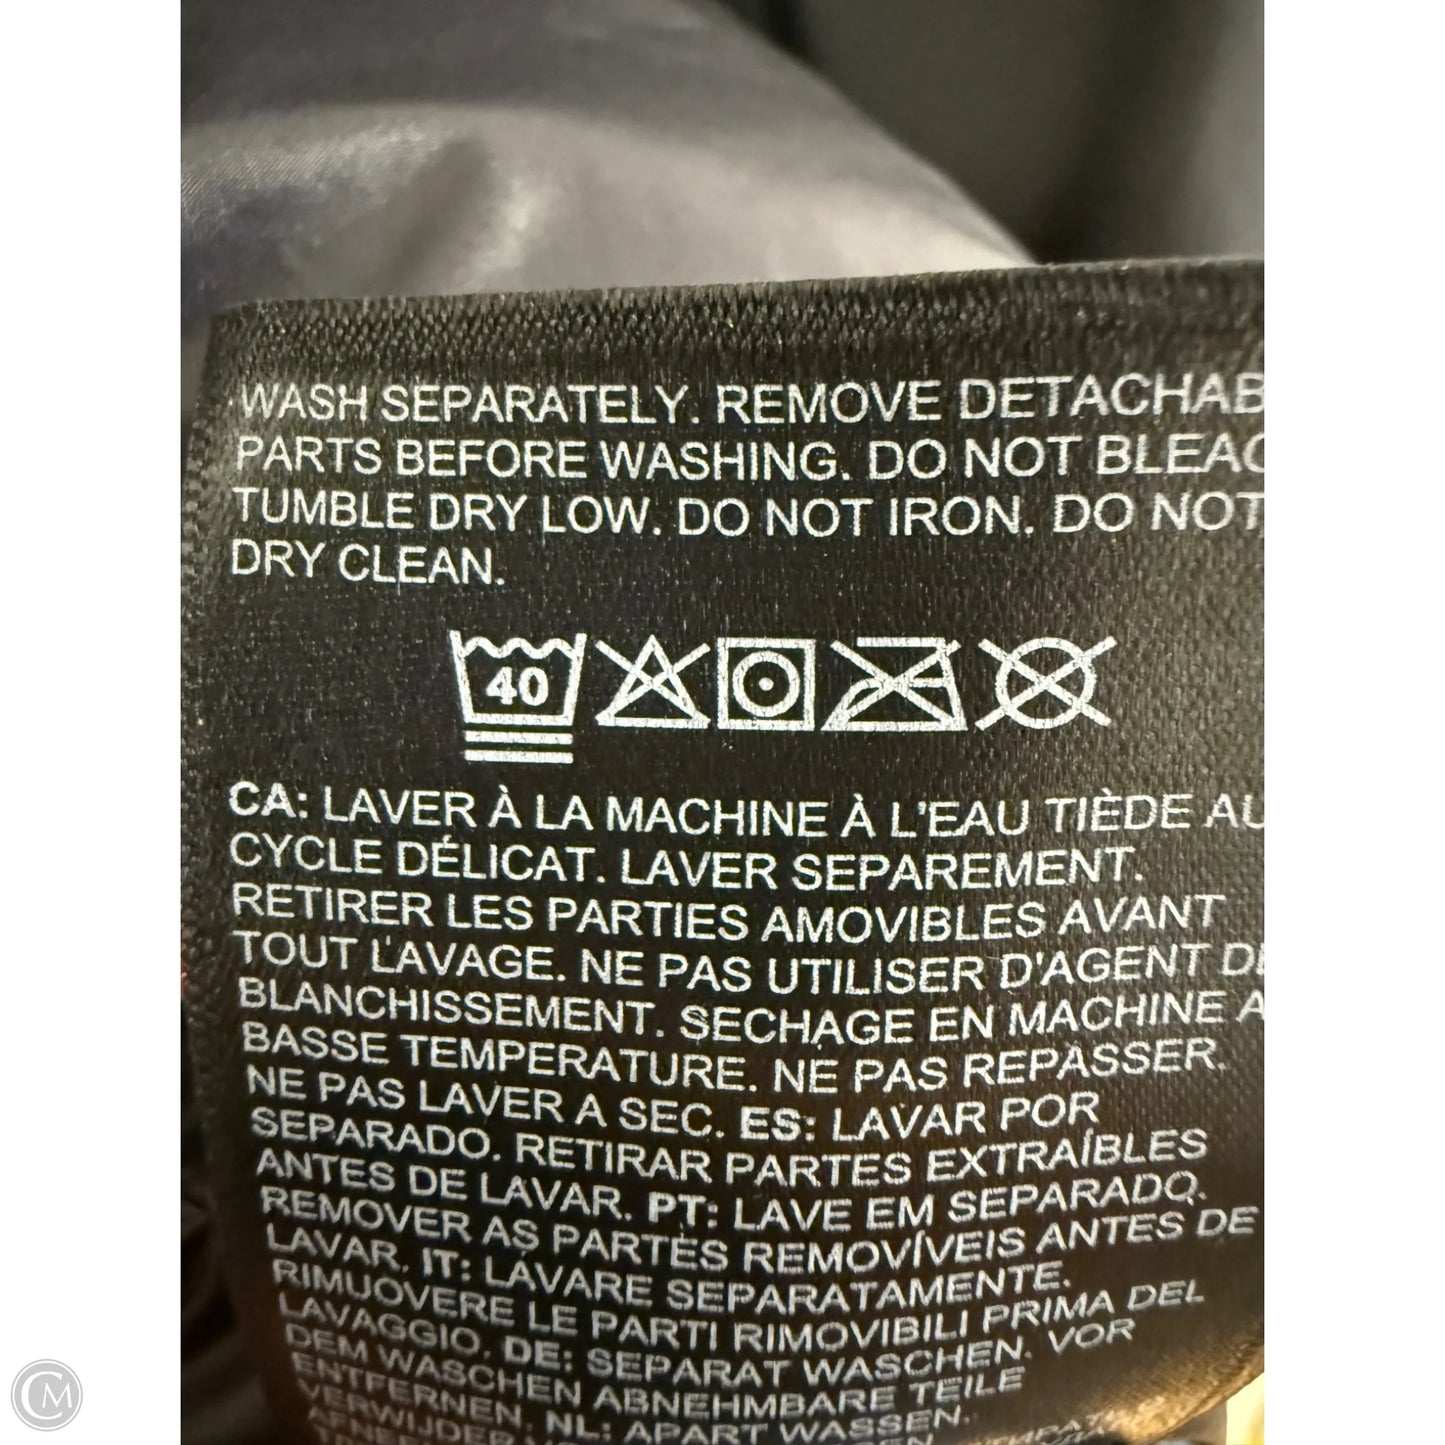 WASH SEPARATELY. REMOVE DETACHAB
PARTS BEFORE WASHING. DO NOT BLEAC
TUMBLE DRY LOW. DO NOT IRON. DO NOT
DRY CLEAN.
40
CA: LAVER À LA MACHINE À L'EAU TIÈDE AU
CYCLE DÉLICAT. LAVER SEPAREMENT.
RETIRER LES PARTIES AMOVIBLES AVANT
TOUT L'AVAGE. NE PAS UTILISER D'AGENT DE
BLANCHISSEMENT. SECHAGE EN MACHINE A
BASSE TEMPERATURE. NE PAS REPASSER.
NE PAS LAVER A SEC. ES: LAVAR POR
SEPARADO. RETIRAR PARTES EXTRAÍBLES
ANTES DE LAVAR. PT: LAVE EM SEPARADO.
REMOVER AS PARTES REMOVÍVEIS ANTES DE
LAVAR. IT: LAVARE SEPARATAMENTE.
RIMUOVERE LE PARTI RIMOVIBILI PRIMA DEL
LAVAGGIO. DE: SEPARAT WASCHEN. VOR
DEM WASCHEN ABNEHMBARE TEILE
ENTFERNEN. NL: APART WASSEN.
VERWIJDER
CM